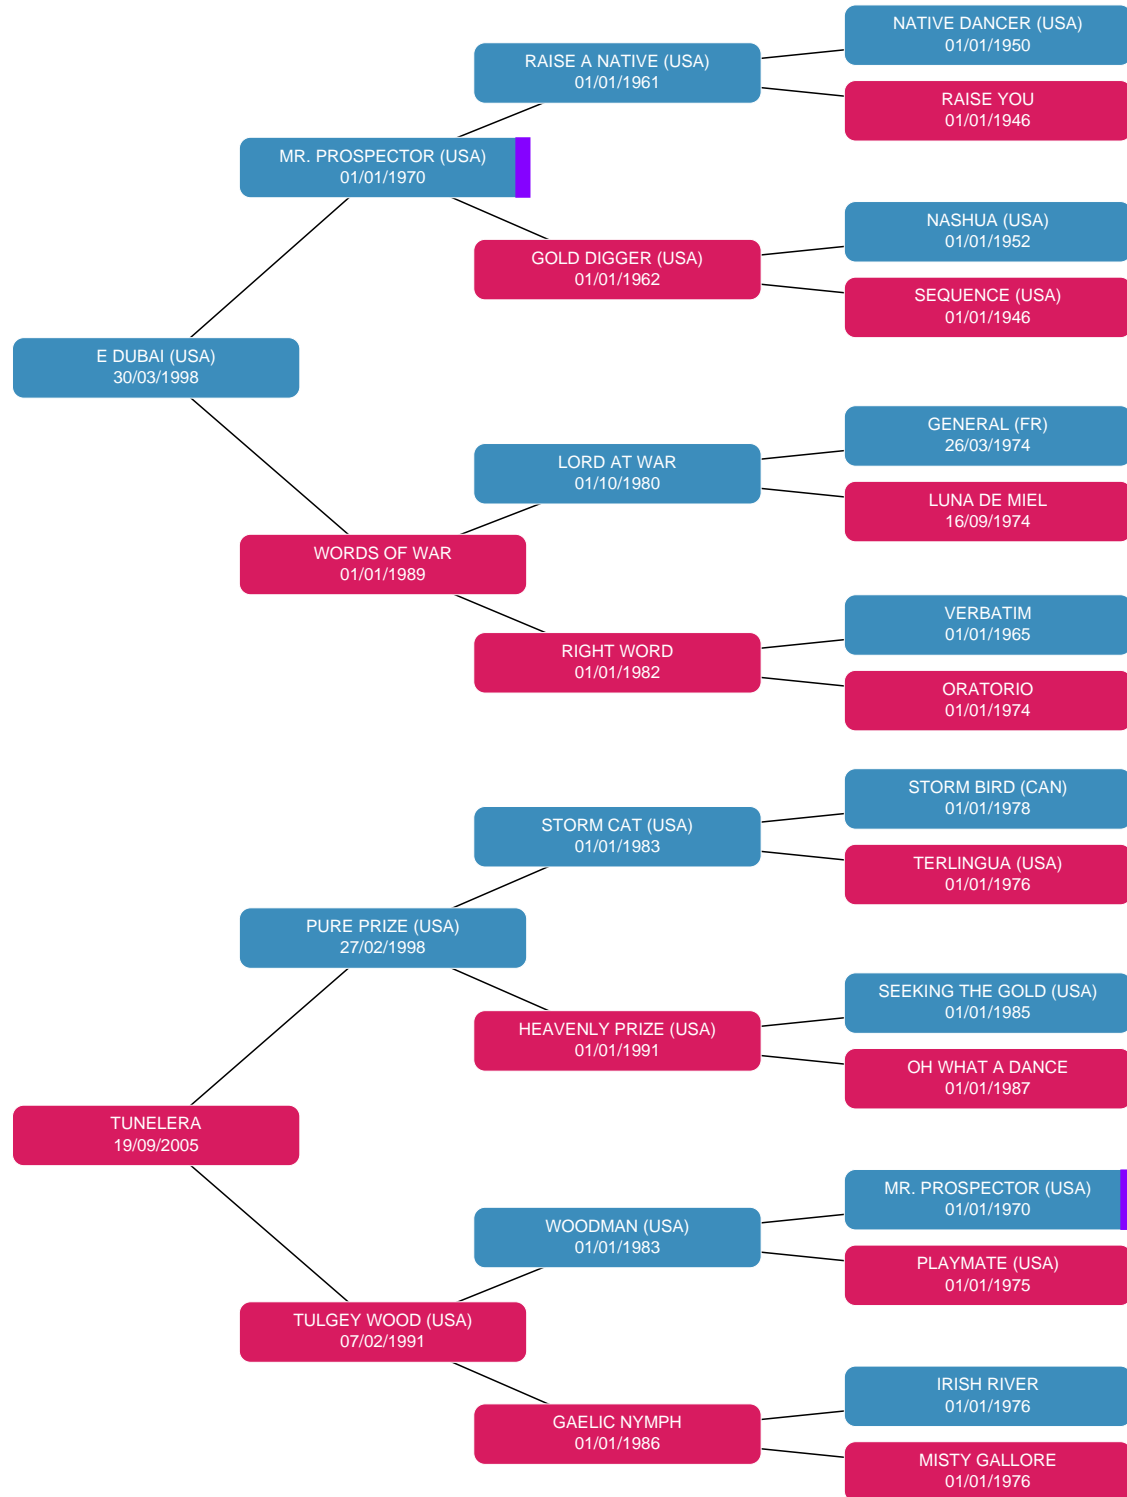 NATIVE DANCER (USA)
01/01/1950
RAISE A NATIVE (USA)
01/01/1961
RAISE YOU
01/01/1946
MR. PROSPECTOR (USA)
01/01/1970
NASHUA (USA)
01/01/1952
GOLD DIGGER (USA)
01/01/1962
SEQUENCE (USA)
01/01/1946
E DUBAI (USA)
30/03/1998
GENERAL (FR)
26/03/1974
LORD AT WAR
01/10/1980
LUNA DE MIEL
16/09/1974
WORDS OF WAR
01/01/1989
VERBATIM
01/01/1965
RIGHT WORD
01/01/1982
ORATORIO
01/01/1974
STORM BIRD (CAN)
01/01/1978
STORM CAT (USA)
01/01/1983
TERLINGUA (USA)
01/01/1976
PURE PRIZE (USA)
27/02/1998
SEEKING THE GOLD (USA)
01/01/1985
HEAVENLY PRIZE (USA)
01/01/1991
OH WHAT A DANCE
01/01/1987
TUNELERA
19/09/2005
MR. PROSPECTOR (USA)
01/01/1970
WOODMAN (USA)
01/01/1983
PLAYMATE (USA)
01/01/1975
TULGEY WOOD (USA)
07/02/1991
IRISH RIVER
01/01/1976
GAELIC NYMPH
01/01/1986
MISTY GALLORE
01/01/1976